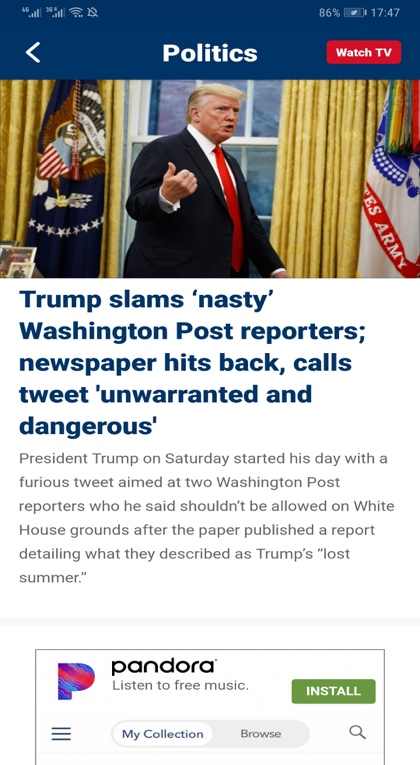 4G 3G 86% 17:47
Politics
Watch TV
ES ARMY
Trump slams ‘nasty’
Washington Post reporters;
newspaper hits back, calls
tweet 'unwarranted and
dangerous'
President Trump on Saturday started his day with a
furious tweet aimed at two Washington Post
reporters who he said shouldn’t be allowed on White
House grounds after the paper published a report
detailing what they described as Trump’s “lost
summer.”
pandora
Listen to free music.
INSTALL
My Collection
Browse